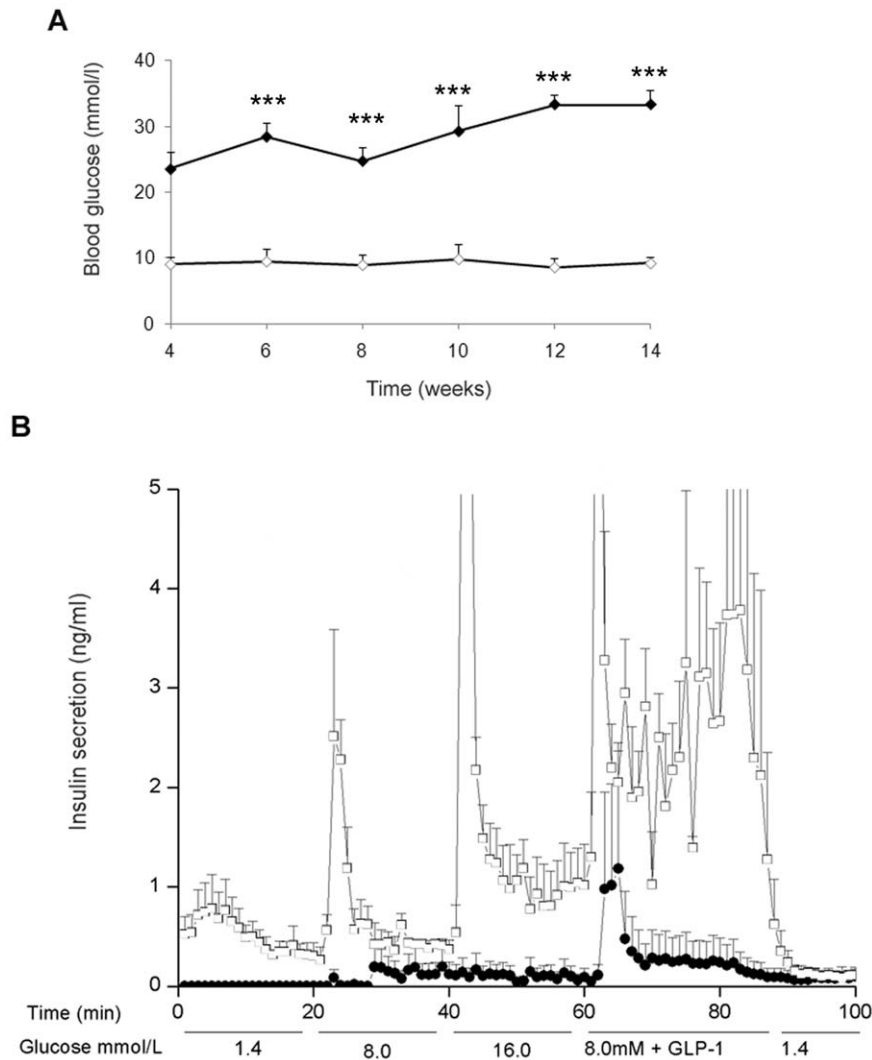 A
Blood glucose (mmol/l)
40
30
20
10
0
*** *** *** *** ***
4 6 8 10 12 14
Time (weeks)
B
Insulin secretion (ng/ml)
5
4
3
2
1
0
Time (min) 0 20 40 60 80 100
Glucose mmol/L 1.4 8.0 16.0 8.0mM + GLP-1 1.4